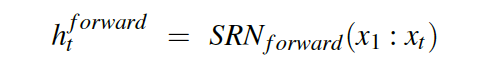 h_t^{forward} = SRN_{forward}(x_1 : x_t)